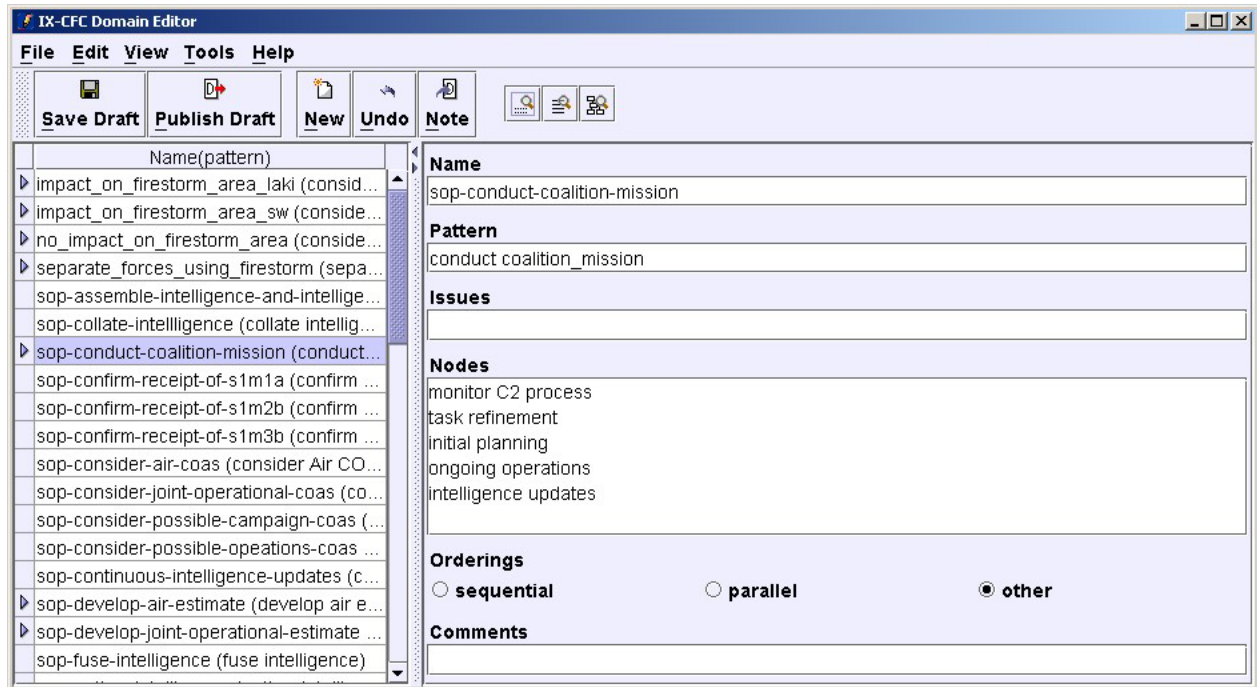 IX-CFC Domain Editor
File Edit View Tools Help
Save Draft Publish Draft New Undo Note
Name(pattern)
impact_on_firestorm_area_laki (consid...
impact_on_firestorm_area_sw (conside...
no_impact_on_firestorm_area (conside...
separate_forces_using_firestorm (sepa...
sop-assemble-intelligence-and-intellige...
sop-collate-intellligence (collate intellig...
sop-conduct-coalition-mission (conduct...
sop-confirm-receipt-of-s1m1a (confirm ...
sop-confirm-receipt-of-s1m2b (confirm ...
sop-confirm-receipt-of-s1m3b (confirm ...
sop-consider-air-coas (consider Air CO...
sop-consider-joint-operational-coas (co...
sop-consider-possible-campaign-coas (...
sop-consider-possible-opeations-coas ...
sop-continuous-intelligence-updates (c...
sop-develop-air-estimate (develop air e...
sop-develop-joint-operational-estimate ...
sop-fuse-intelligence (fuse intelligence)
Name
sop-conduct-coalition-mission
Pattern
conduct coalition_mission
Issues
Nodes
monitor C2 process
task refinement
initial planning
ongoing operations
intelligence updates
Orderings
sequential parallel other
Comments